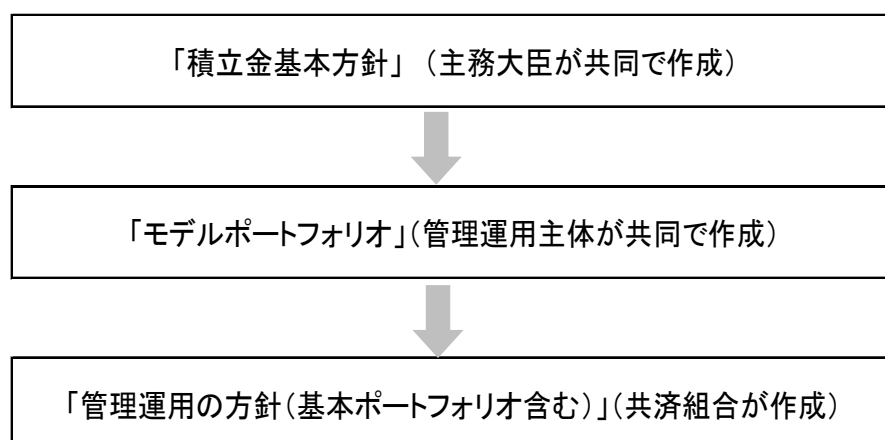 「積立金基本方針」 （主務大臣が共同で作成）
「モデルポートフォリオ」（管理運用主体が共同で作成）
「管理運用の方針（基本ポートフォリオ含む）」（共済組合が作成）